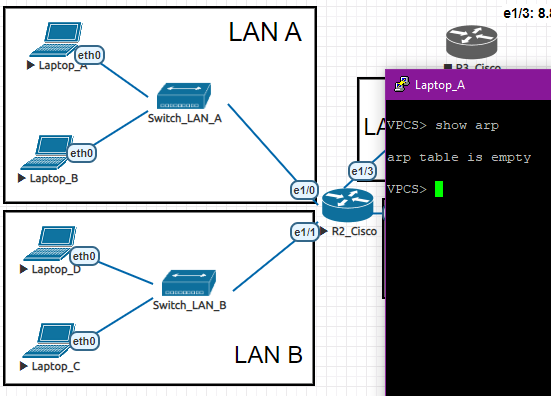 LAN A
e1/3: 8.8
Laptop_A
eth0
Switch_LAN_A
Laptop_B
eth0
e1/0
e1/3
R2_Cisco
e1/1
Laptop_D
eth0
Switch_LAN_B
Laptop_C
eth0
LAN B
R3_Cisco
LA
Laptop_A
VPCS> show arp
arp table is empty
VPCS>